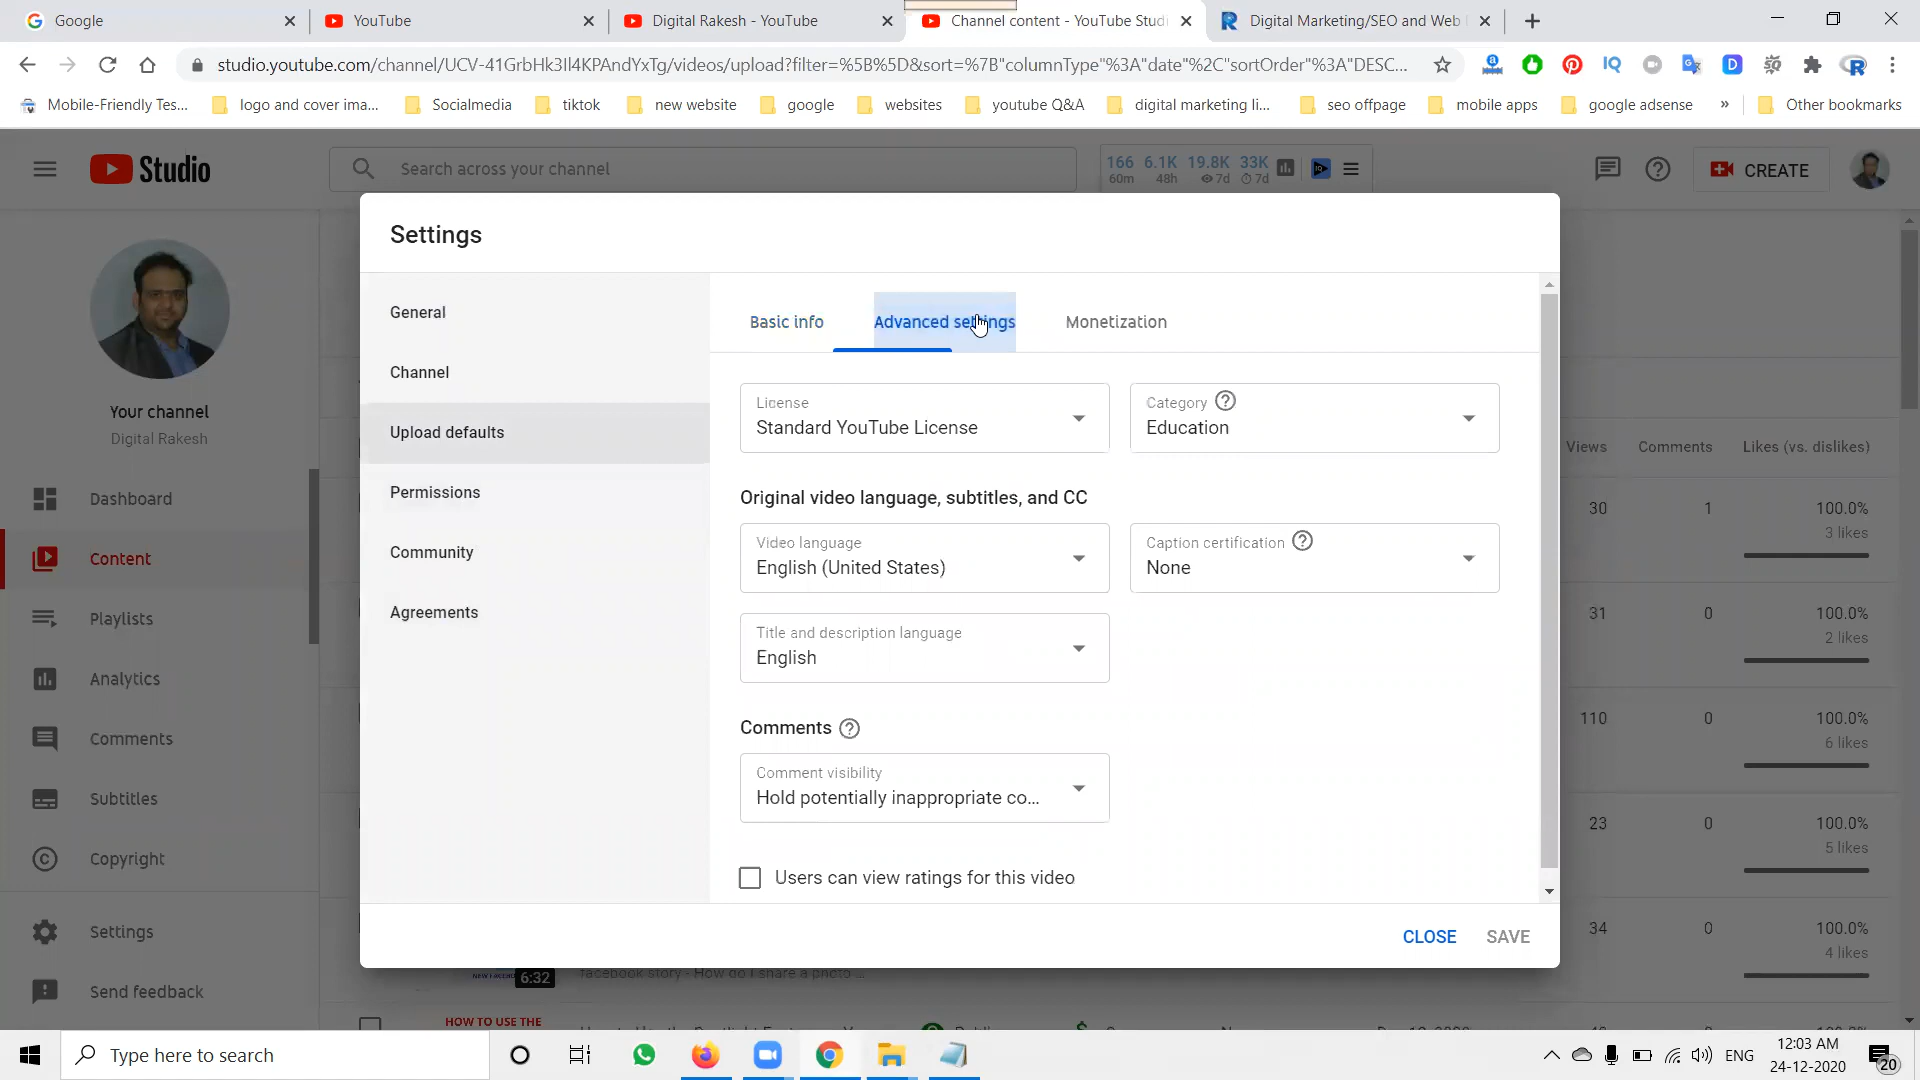 Google
YouTube
Digital Rakesh - YouTube
Channel content - YouTube Studi
Digital Marketing/SEO and Web
studio.youtube.com/channel/UCV-41GrbHk3Il4KPAndYxTg/videos/upload?filter=%5B%5D&sort=%7B"columnType"%3A"date"%2C"sortOrder"%3A"DESC...
Mobile-Friendly Tes...
logo and cover ima...
Socialmedia
tiktok
new website
google
websites
youtube Q&A
digital marketing li...
seo offpage
mobile apps
google adsense
»
Other bookmarks
Studio
Search across your channel
166 6.1K 19.8K 33K
60m 48h 7d 7d
CREATE
Your channel
Digital Rakesh
Dashboard
Content
Playlists
Analytics
Comments
Subtitles
Copyright
Settings
Send feedback
Settings
General
Channel
Upload defaults
Permissions
Community
Agreements
Basic info
Advanced settings
Monetization
License
Standard YouTube License
Category
Education
Original video language, subtitles, and CC
Video language
English (United States)
Caption certification
None
Title and description language
English
Comments
Comment visibility
Hold potentially inappropriate co...
Users can view ratings for this video
CLOSE
SAVE
Views Comments Likes (vs. dislikes)
30 1 100.0%
3 likes
31 0 100.0%
2 likes
110 0 100.0%
6 likes
23 0 100.0%
5 likes
34 0 100.0%
4 likes
6:32
facebook story - How do I share a photo ...
HOW TO USE THE
Type here to search
ENG
12:03 AM
24-12-2020
20